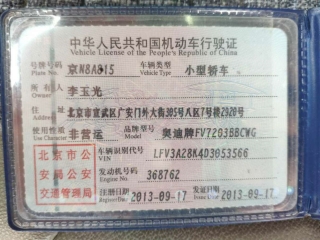 中华人民共和国机动车行驶证
Vehicle License of the People's Republic of China
号牌号码 京N8A815 车辆类型 小型轿车
Plate No. Vehicle Type
所有人 李玉光
Owner
住址 北京市宣武区广安门外大街305号八区7号楼2920号
Address
使用性质 非营运 品牌型号 奥迪牌FV7203BBCWG
Use Character Model
北京市公 车辆识别代号 LFV3A28K4D3053566
VIN
安局公安 发动机号码 368762
Engine No.
交通管理局 注册日期 2013-09-17 发证日期 2013-09-17
Register Date Issue Date